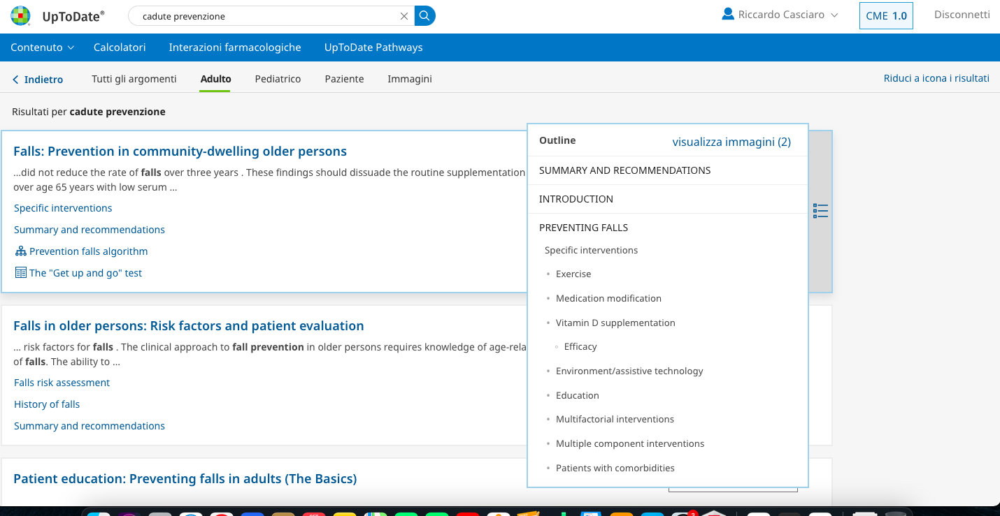 UpToDate®
cadute prevenzione
Riccardo Casciaro
CME 1.0
Disconnetti
Contenuto
Calcolatori
Interazioni farmacologiche
UpToDate Pathways
Indietro
Tutti gli argomenti
Adulto
Pediatrico
Paziente
Immagini
Riduci a icona i risultati
Risultati per cadute prevenzione
Falls: Prevention in community-dwelling older persons
...did not reduce the rate of falls over three years . These findings should dissuade the routine supplementation
over age 65 years with low serum ...
Specific interventions
Summary and recommendations
Prevention falls algorithm
The "Get up and go" test
Falls in older persons: Risk factors and patient evaluation
... risk factors for falls . The clinical approach to fall prevention in older persons requires knowledge of age-rela
of falls. The ability to ...
Falls risk assessment
History of falls
Summary and recommendations
Patient education: Preventing falls in adults (The Basics)
Outline
visualizza immagini (2)
SUMMARY AND RECOMMENDATIONS
INTRODUCTION
PREVENTING FALLS
Specific interventions
Exercise
Medication modification
Vitamin D supplementation
Efficacy
Environment/assistive technology
Education
Multifactorial interventions
Multiple component interventions
Patients with comorbidities
3